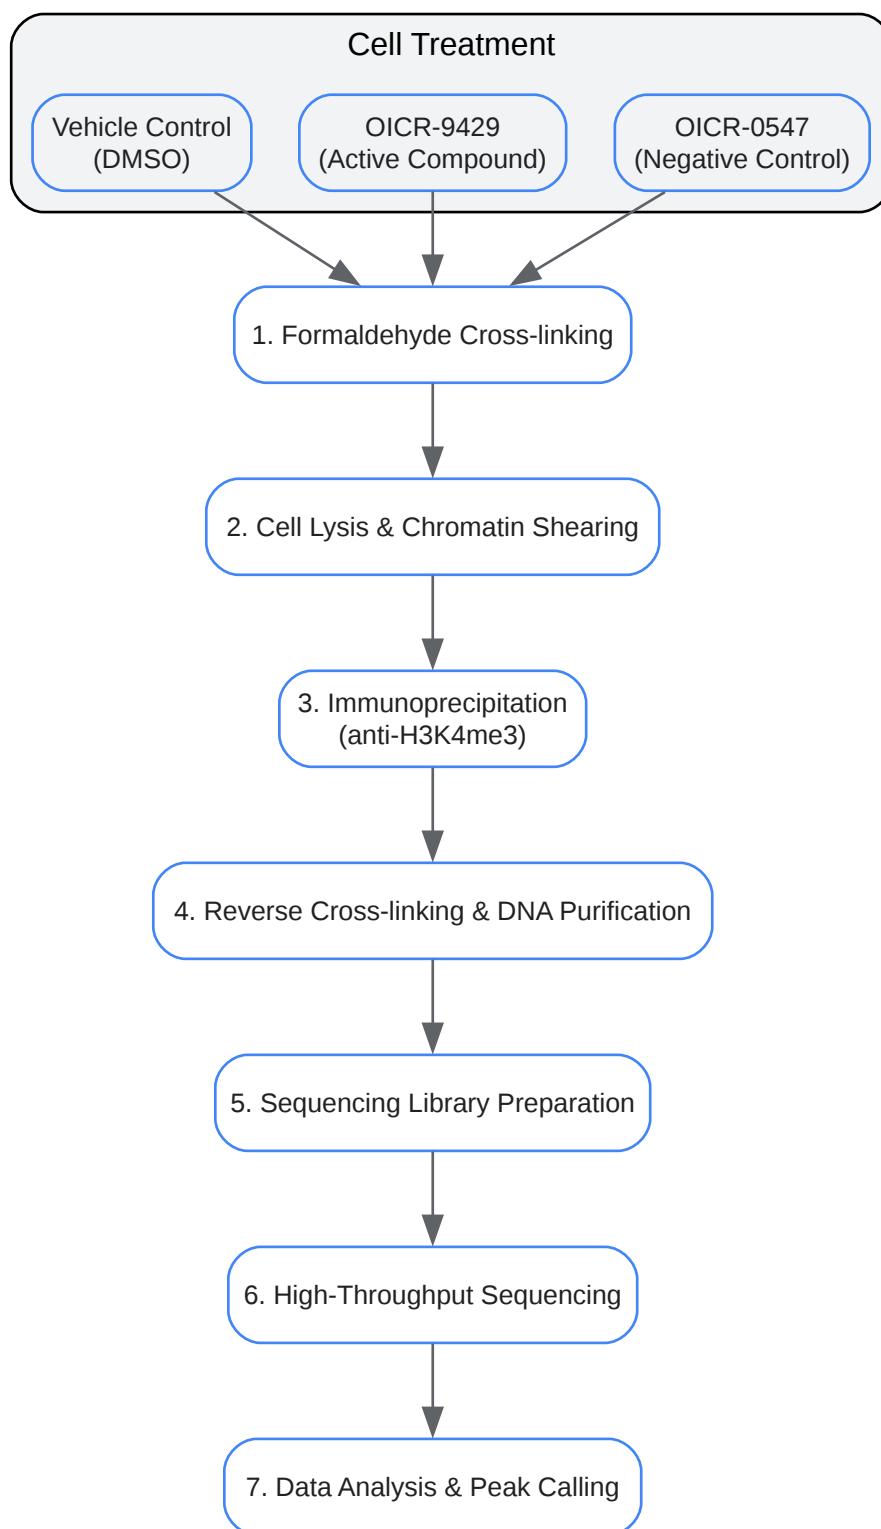 Cell Treatment
Vehicle Control
(DMSO)
OICR-9429
(Active Compound)
OICR-0547
(Negative Control)
1. Formaldehyde Cross-linking
2. Cell Lysis & Chromatin Shearing
3. Immunoprecipitation
(anti-H3K4me3)
4. Reverse Cross-linking & DNA Purification
5. Sequencing Library Preparation
6. High-Throughput Sequencing
7. Data Analysis & Peak Calling